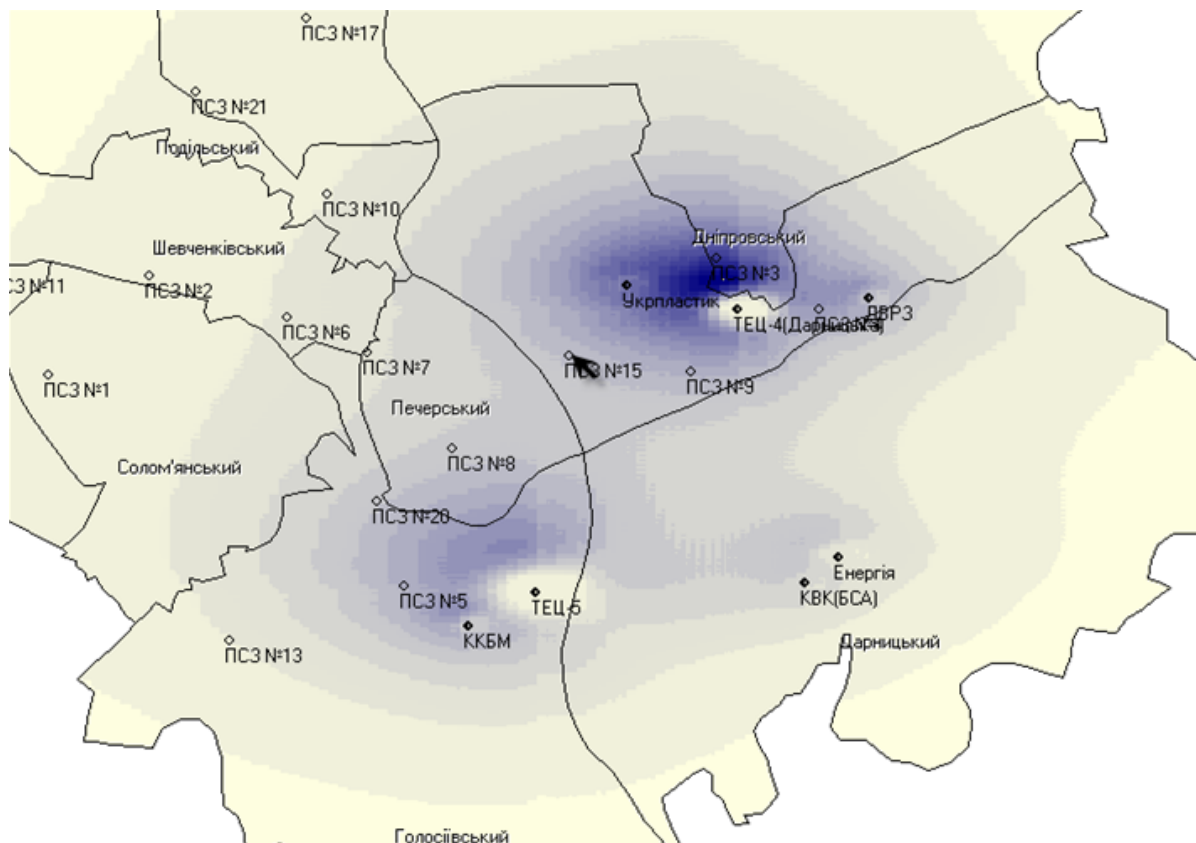 ПСЗ №17
ПСЗ №21
Подільський
ПСЗ №10
Шевченківський
Дніпровський
ПСЗ №3
СЗ №11
ПСЗ №2
Укрпластик
ДВРЗ
ТЕЦ-4(Дарницька)
ПСЗ №6
ПСЗ №7
ПСЗ №15
ПСЗ №9
ПСЗ №1
Печерський
ПСЗ №8
Солом'янський
ПСЗ №20
Енергія
ПСЗ №5
ТЕЦ-5
КВК(БСА)
ККБМ
Дарницький
ПСЗ №13
Голосіївський